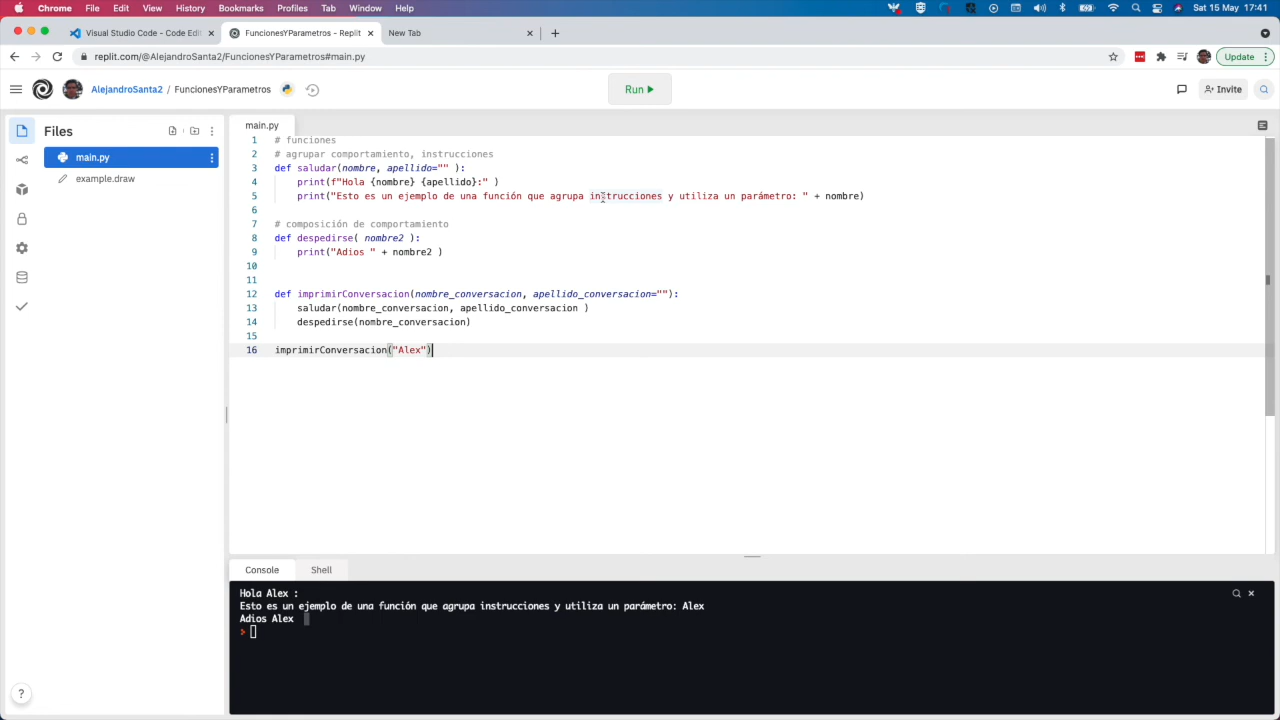 Chrome File Edit View History Bookmarks Profiles Tab Window Help Sat 15 May 17:41
Visual Studio Code - Code Edit FuncionesYParametros - Replit New Tab
replit.com/@AlejandroSanta2/FuncionesYParametros#main.py Update
AlejandroSanta2 / FuncionesYParametros Run Invite
Files main.py
main.py
example.draw
1 # funciones
2 # agrupar comportamiento, instrucciones
3 def saludar(nombre, apellido="" ):
4 print(f"Hola {nombre} {apellido}:" )
5 print("Esto es un ejemplo de una función que agrupa instrucciones y utiliza un parámetro: " + nombre)
6
7 # composición de comportamiento
8 def despedirse( nombre2 ):
9 print("Adios " + nombre2 )
10
11
12 def imprimirConversacion(nombre_conversacion, apellido_conversacion=""):
13 saludar(nombre_conversacion, apellido_conversacion )
14 despedirse(nombre_conversacion)
15
16 imprimirConversacion("Alex")
Console Shell
Hola Alex :
Esto es un ejemplo de una función que agrupa instrucciones y utiliza un parámetro: Alex
Adios Alex
>
?